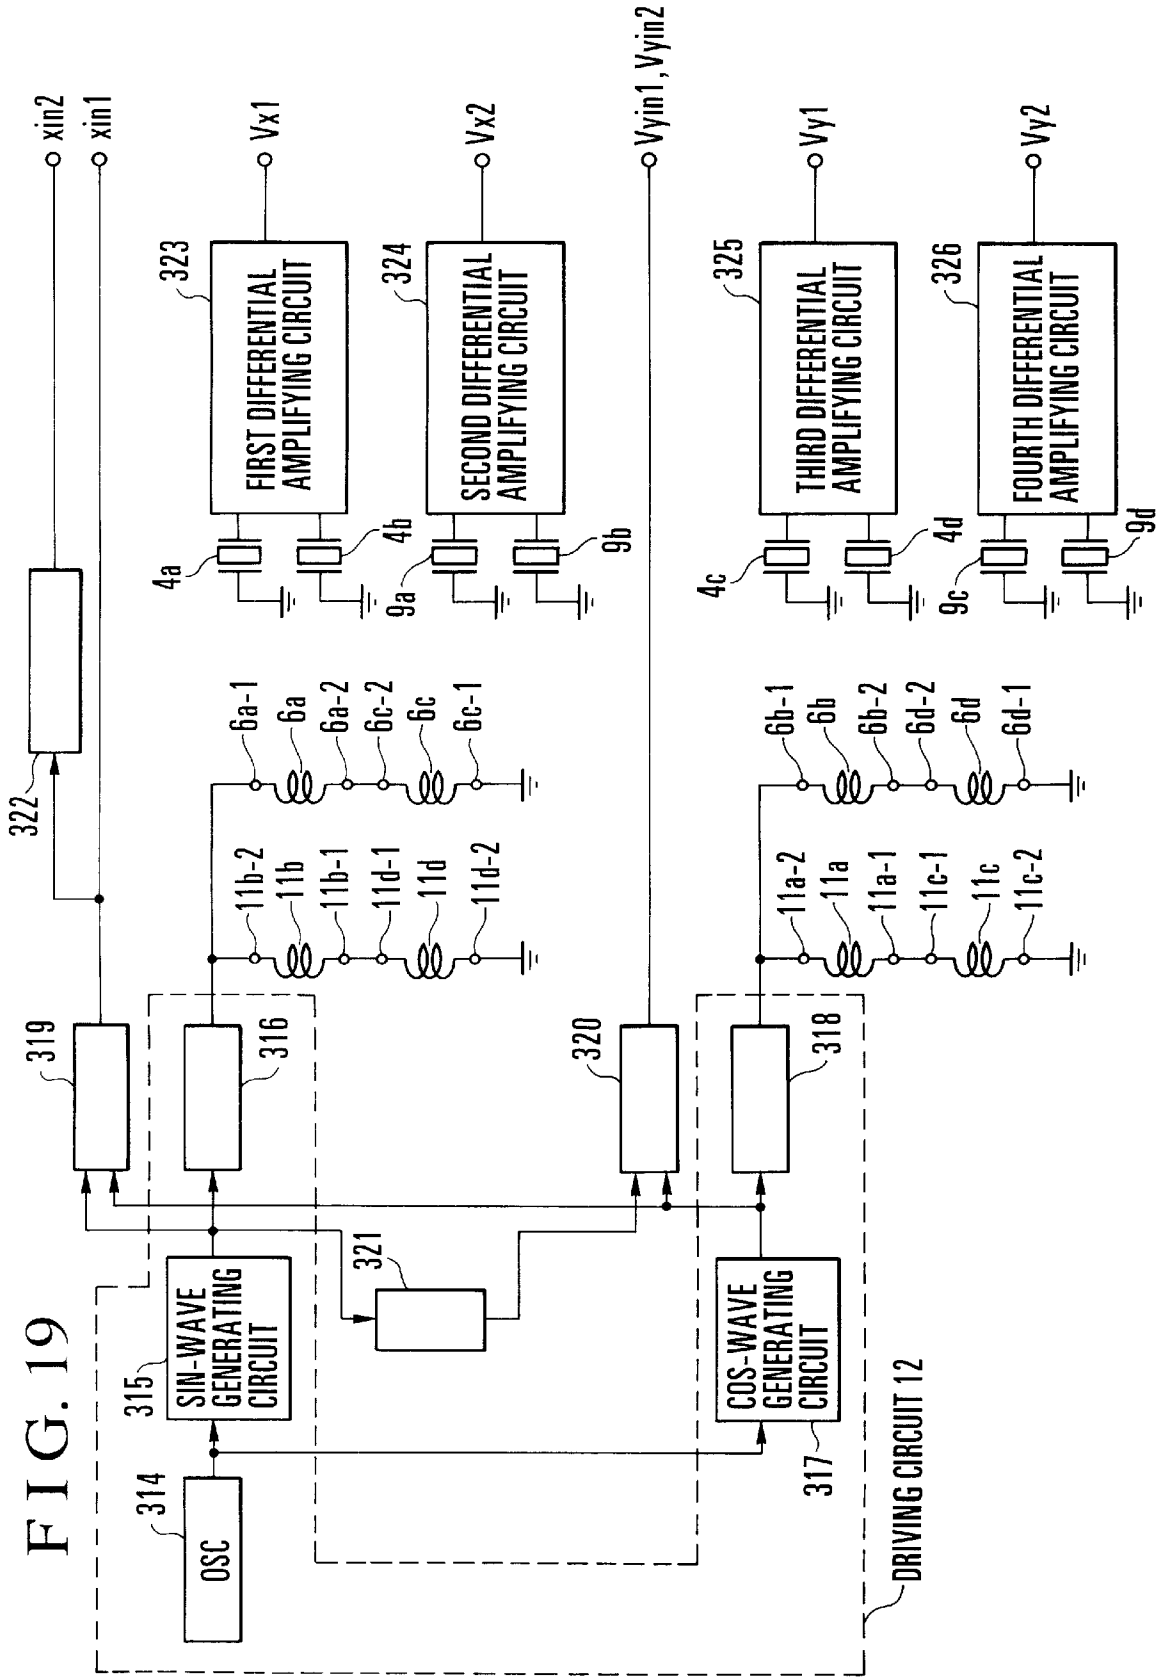 FIG. 19
314
OSC
315
SIN-WAVE
GENERATING
CIRCUIT
316
317
COS-WAVE
GENERATING
CIRCUIT
318
DRIVING CIRCUIT 12
319
320
321
322
xin2
xin1
11b-2
11b
11b-1
11d-1
11d
11d-2
6a-1
6a
6a-2
6c-2
6c
6c-1
4a
4b
323
FIRST DIFFERENTIAL
AMPLIFYING CIRCUIT
Vx1
9a
9b
324
SECOND DIFFERENTIAL
AMPLIFYING CIRCUIT
Vx2
Vyin1, Vyin2
11a-2
11a
11a-1
11c-1
11c
11c-2
6b-1
6b
6b-2
6d-2
6d
6d-1
4c
4d
325
THIRD DIFFERENTIAL
AMPLIFYING CIRCUIT
Vy1
9c
9d
326
FOURTH DIFFERENTIAL
AMPLIFYING CIRCUIT
Vy2